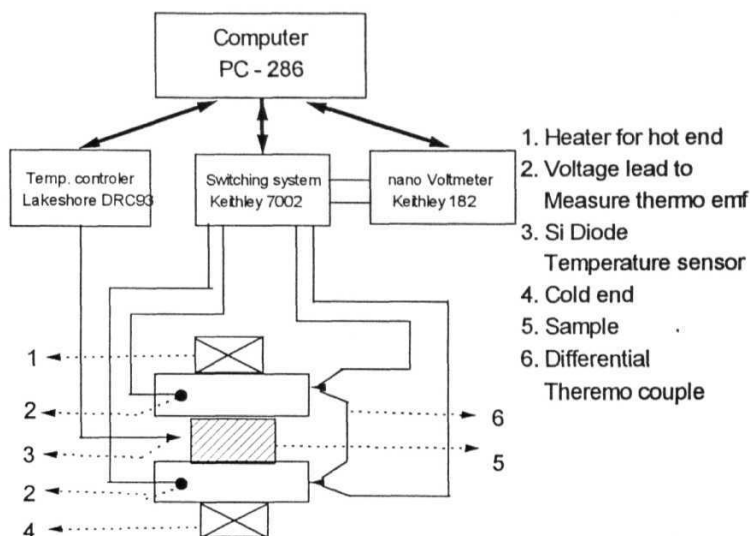 Computer
PC - 286
Temp. controler
Lakeshore DRC93
Switching system
Keithley 7002
nano Voltmeter
Keithley 182
1. Heater for hot end
2. Voltage lead to
Measure thermo emf
3. Si Diode
Temperature sensor
4. Cold end
5. Sample
6. Differential
Theremo couple
1
2
3
2
4
6
5